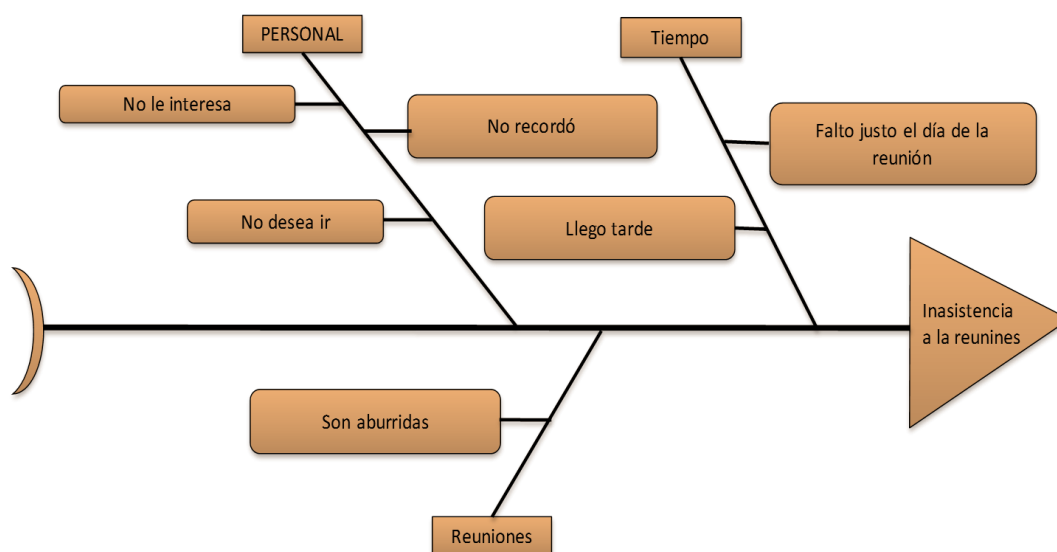 PERSONAL
Tiempo
No le interesa
No recordó
Falto justo el día de la
reunión
No desea ir
Llego tarde
Inasistencia
a la reunines
Son aburridas
Reuniones